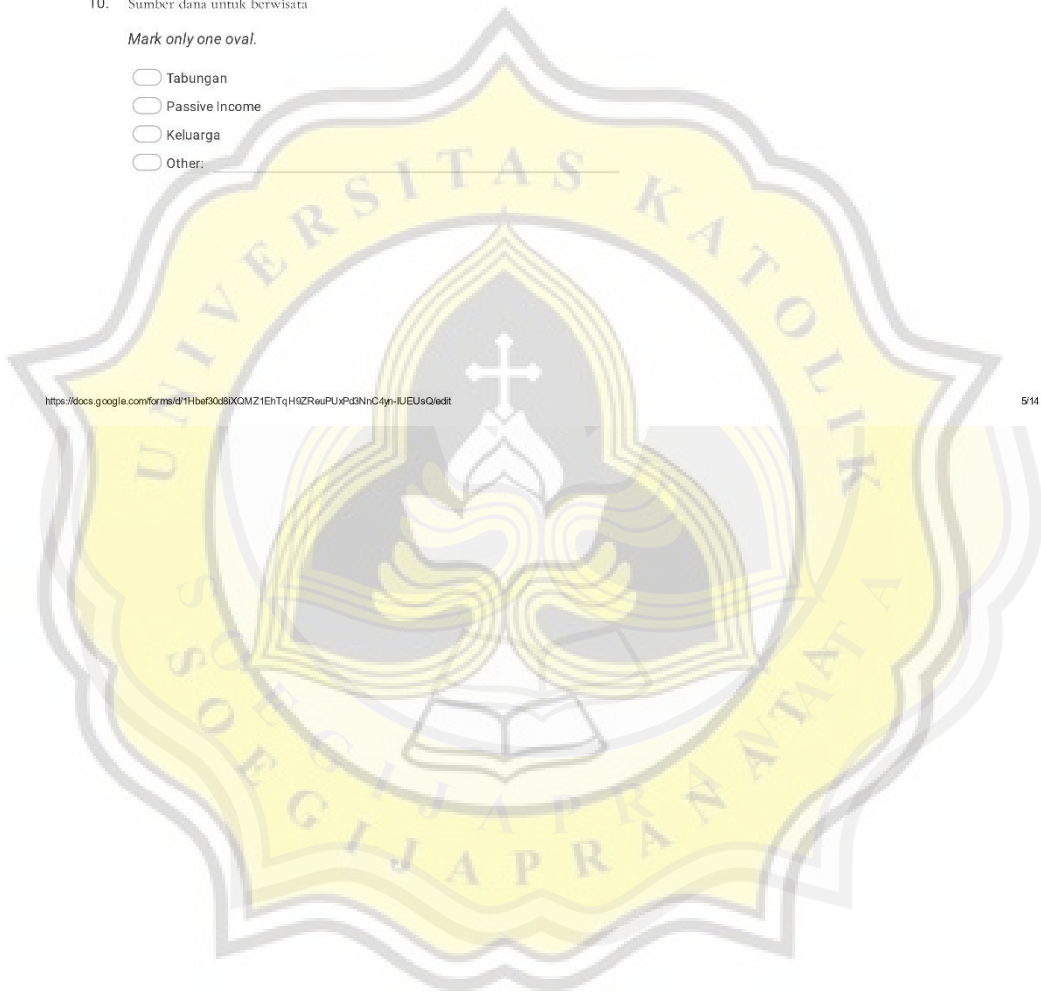 10. Sumber dana untuk berwisata
Mark only one oval.
Tabungan
Passive Income
Keluarga
Other:
UNIVERSITAS KATOLIK
SOEGIJAPRANATA
https://docs.google.com/forms/d/1Hbef30d8iXQMZ1EhTqH9ZReuPUxPd3NnC4yn-IUEUsQ/edit
5/14
SOEGIJAPRANATA